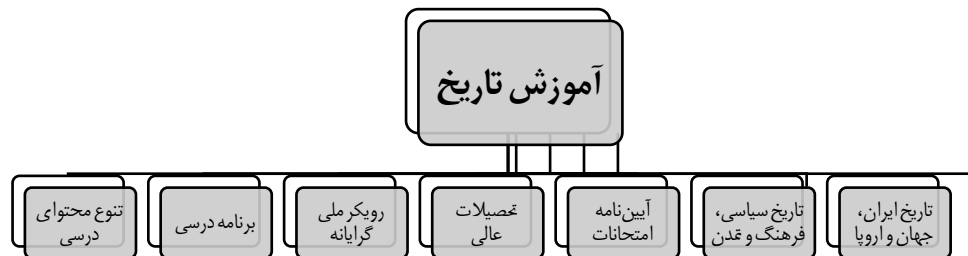 آموزش تاریخ
تاریخ ایران،
جهان و اروپا
تاریخ سیاسی،
فرهنگ و تمدن
آیین‌نامه
امتحانات
تحصیلات
عالی
رویکر ملی
گرایانه
برنامه درسی
تنوع محتوای
درسی